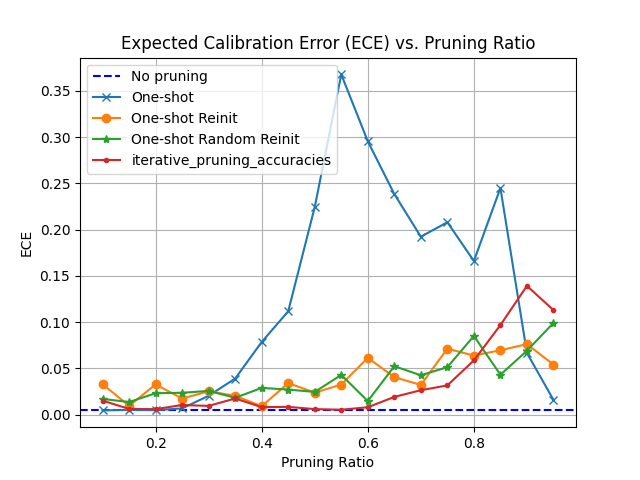 Expected Calibration Error (ECE) vs. Pruning Ratio
No pruning
One-shot
One-shot Reinit
One-shot Random Reinit
iterative_pruning_accuracies
ECE
0.35
0.30
0.25
0.20
0.15
0.10
0.05
0.00
0.2 0.4 0.6 0.8
Pruning Ratio